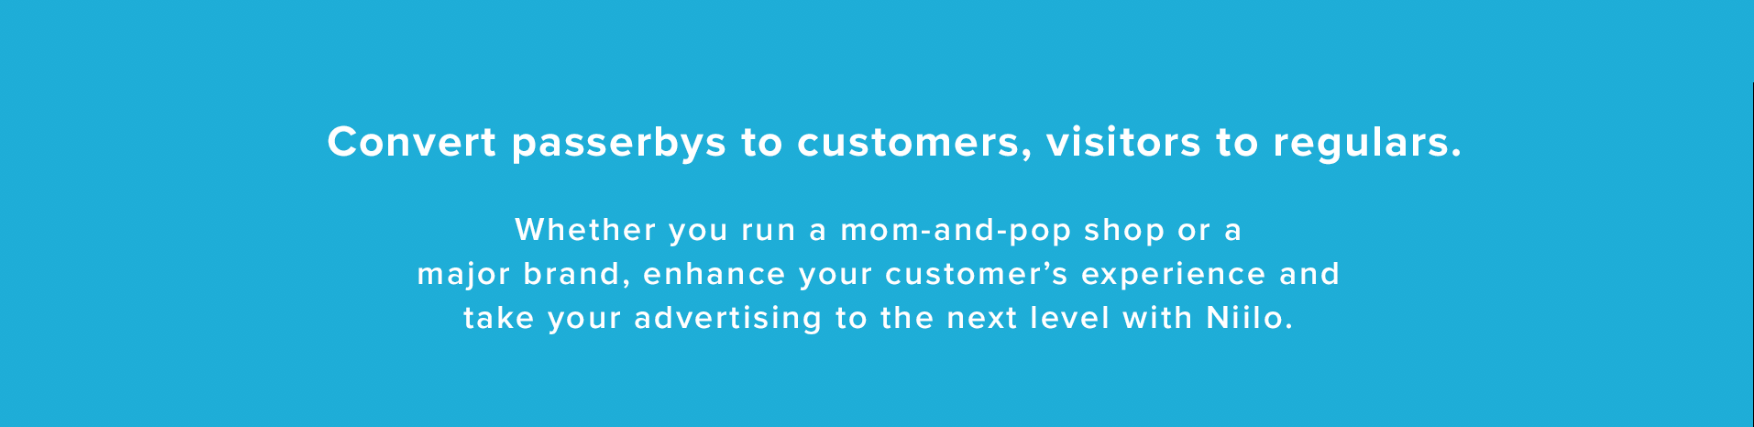 Convert passerbys to customers, visitors to regulars.
Whether you run a mom-and-pop shop or a
major brand, enhance your customer’s experience and
take your advertising to the next level with Niilo.